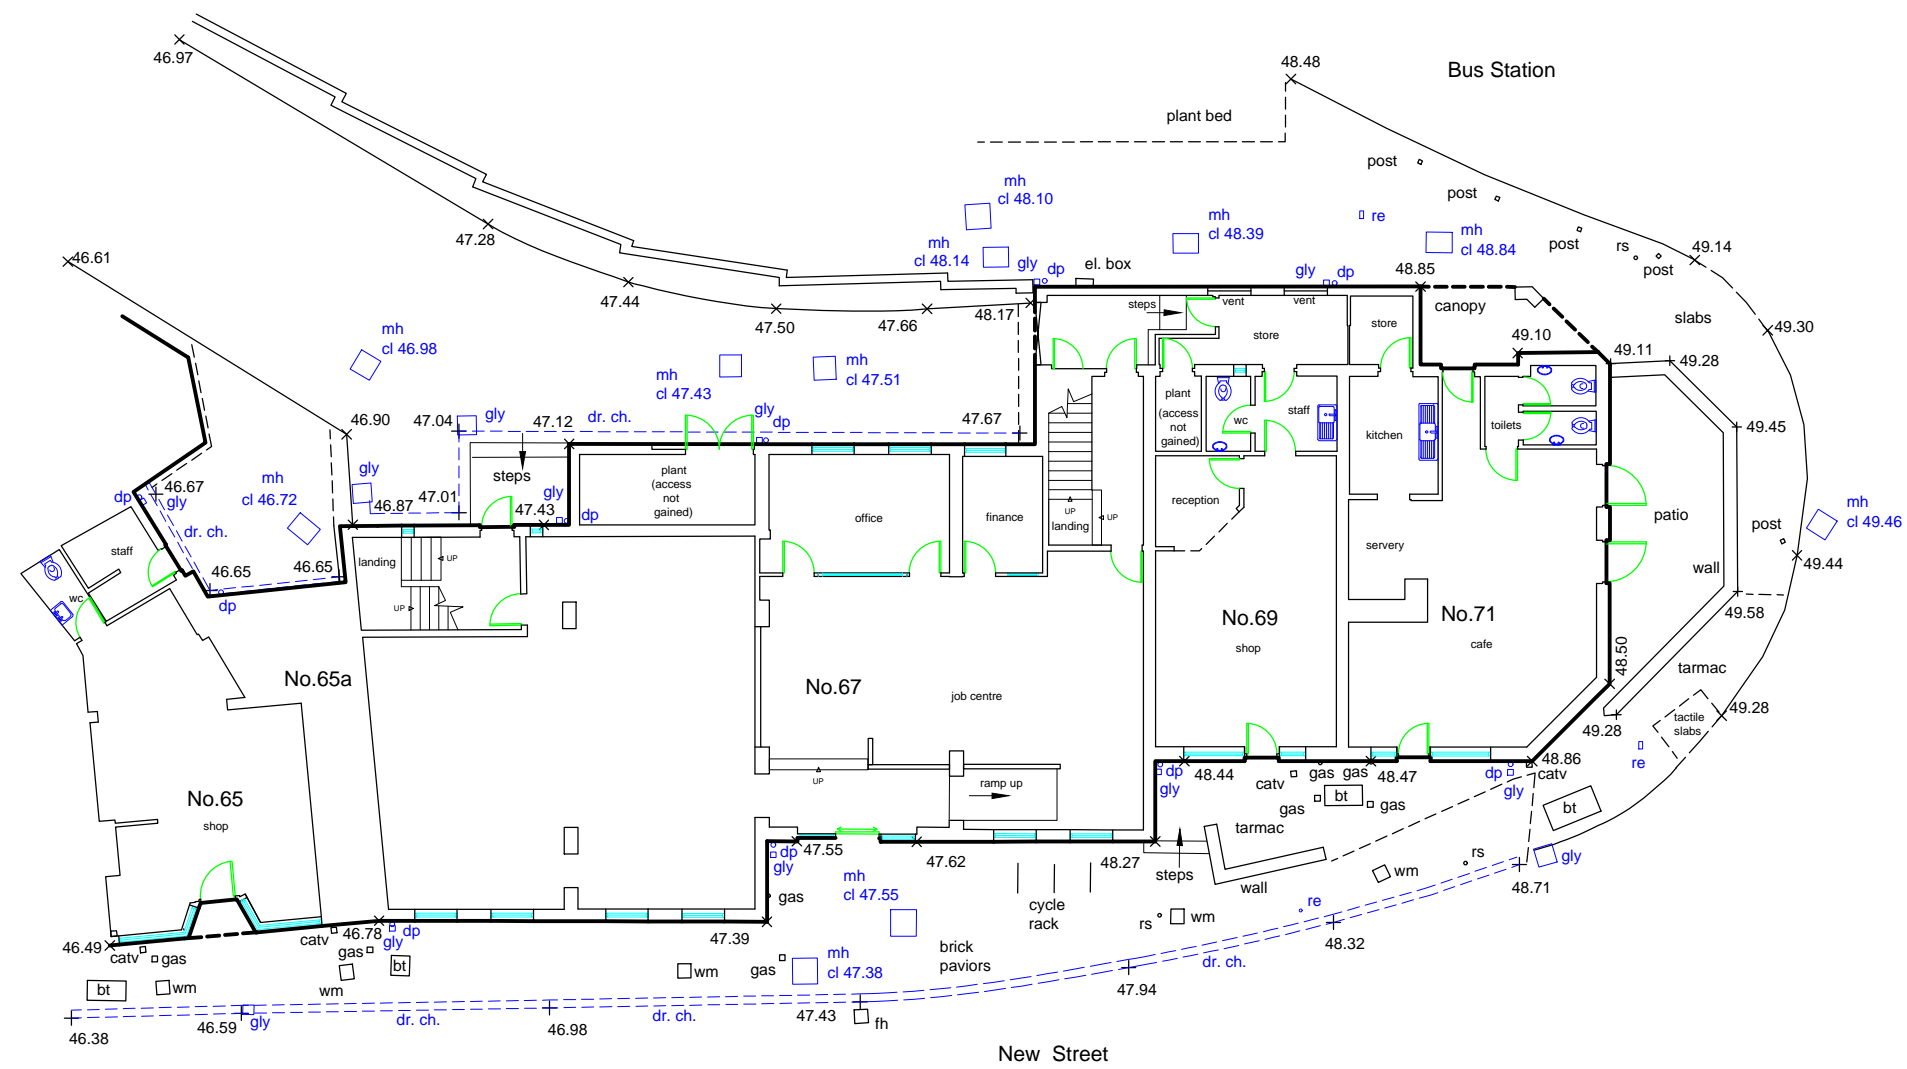 46.97
48.48
Bus Station
plant bed
post
post
post
rs
post
49.14
mh
cl 48.10
mh
cl 48.14
mh
cl 48.39
re
mh
cl 48.84
47.28
46.61
47.44
47.50
47.66
48.17
gly
dp
el. box
gly
dp
48.85
canopy
slabs
49.30
49.10
49.11
49.28
49.45
mh
cl 46.98
mh
cl 47.43
mh
cl 47.51
steps
vent
vent
store
store
46.90
47.04
gly
47.12
dr. ch.
gly
dp
47.67
plant
(access
not
gained)
wc
staff
kitchen
toilets
mh
cl 46.72
gly
46.87
47.01
steps
gly
47.43
dp
plant
(access
not
gained)
46.67
dp
gly
dr. ch.
46.65
46.65
dp
staff
wc
landing
UP
UP
office
finance
UP
landing
UP
reception
servery
patio
post
mh
cl 49.46
wall
49.44
49.58
No.69
shop
No.71
cafe
48.50
tarmac
tactile
slabs
49.28
49.28
re
No.65a
No.67
job centre
No.65
shop
UP
ramp up
dp
gly
48.44
catv
gas
gas
48.47
dp
gly
48.86
catv
gas
bt
gas
bt
tarmac
47.55
dp
gly
47.62
48.27
steps
wall
rs
wm
gly
48.71
mh
cl 47.55
gas
cycle
rack
rs
wm
re
48.32
46.49
catv
gas
catv
46.78
gly
dp
gas
bt
47.39
wm
gas
mh
cl 47.38
brick
paviors
47.94
dr. ch.
bt
wm
wm
46.38
46.59
gly
dr. ch.
46.98
dr. ch.
47.43
fh
New Street